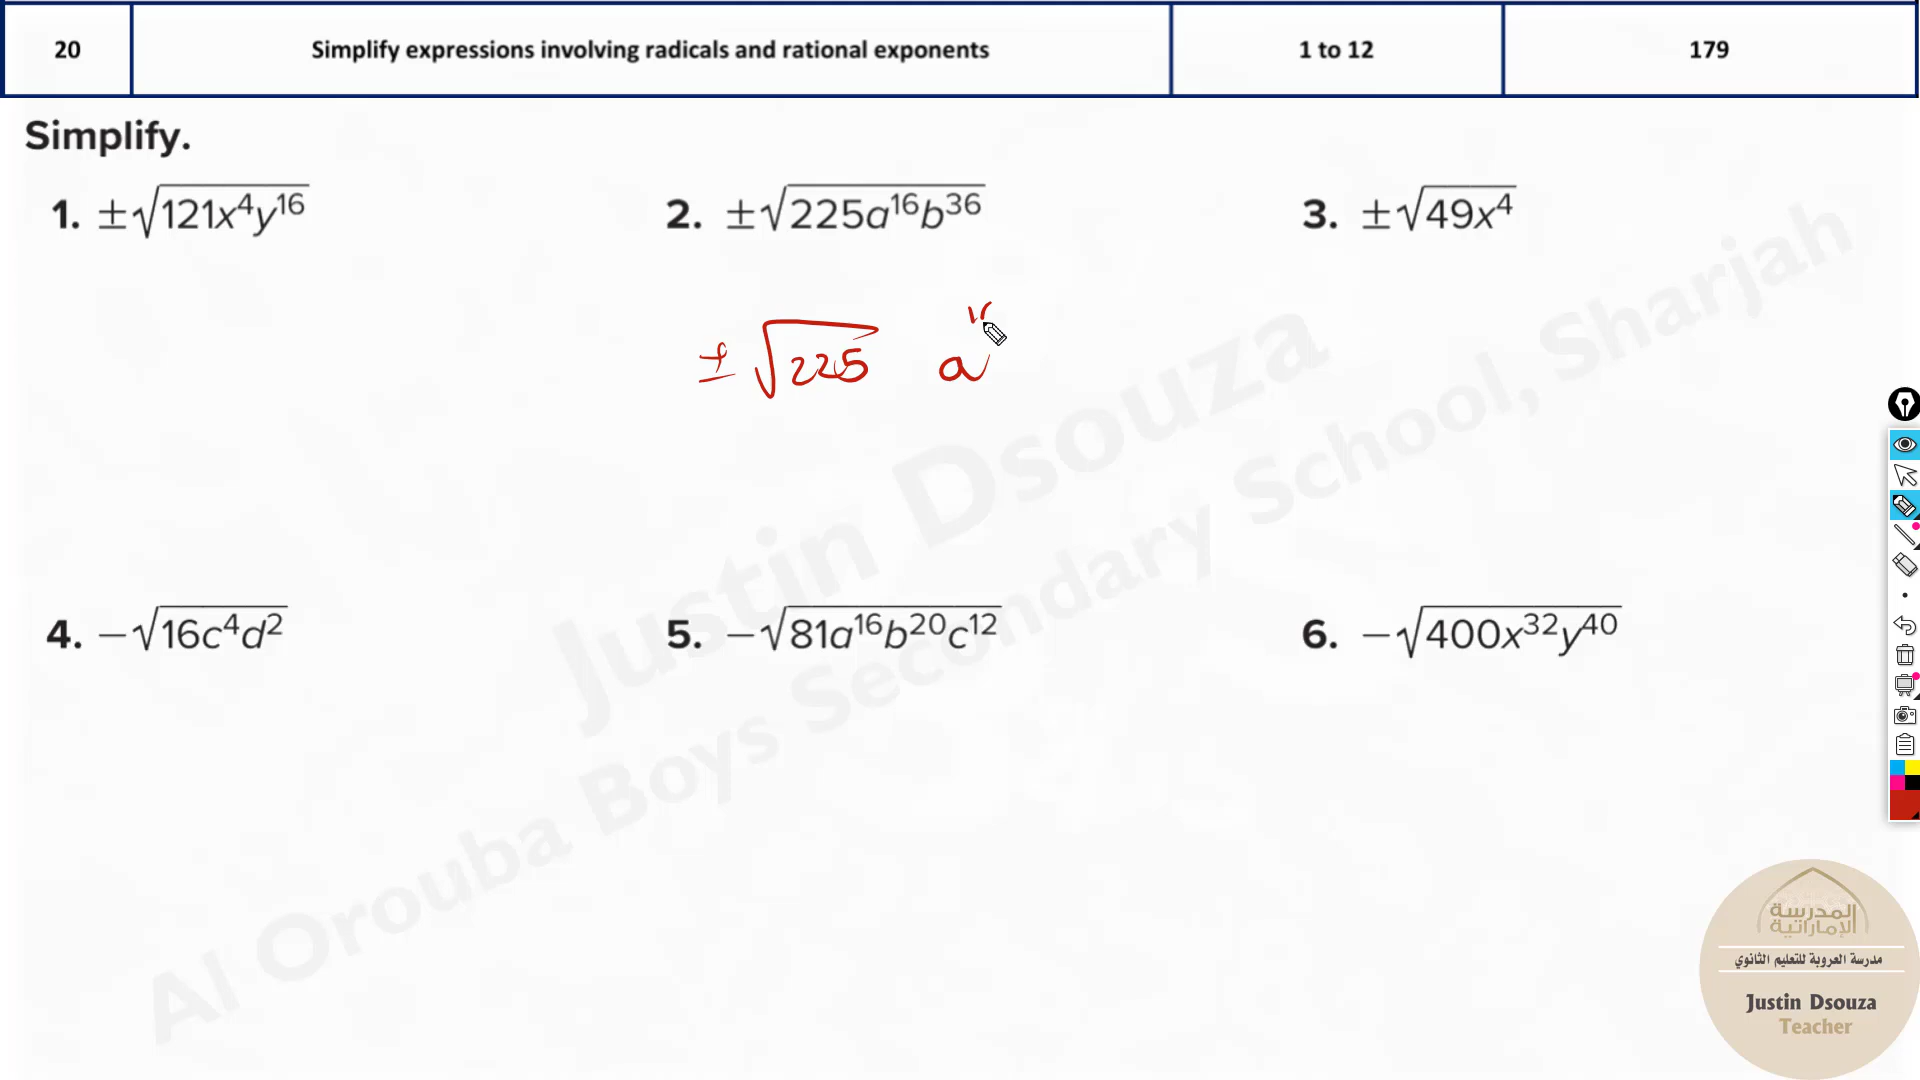 20 Simplify expressions involving radicals and rational exponents 1 to 12 179
Simplify.
1. ±√121x⁴y¹⁶ 2. ±√225a¹⁶b³⁶ 3. ±√49x⁴
± √225 a
4. −√16c⁴d² 5. −√81a¹⁶b²⁰c¹² 6. −√400x³²y⁴⁰
Justin Dsouza
Al Orouba Boys Secondary School, Sharjah
المدرسة
الإماراتية
مدرسة العروبة للتعليم الثانوي
Justin Dsouza
Teacher